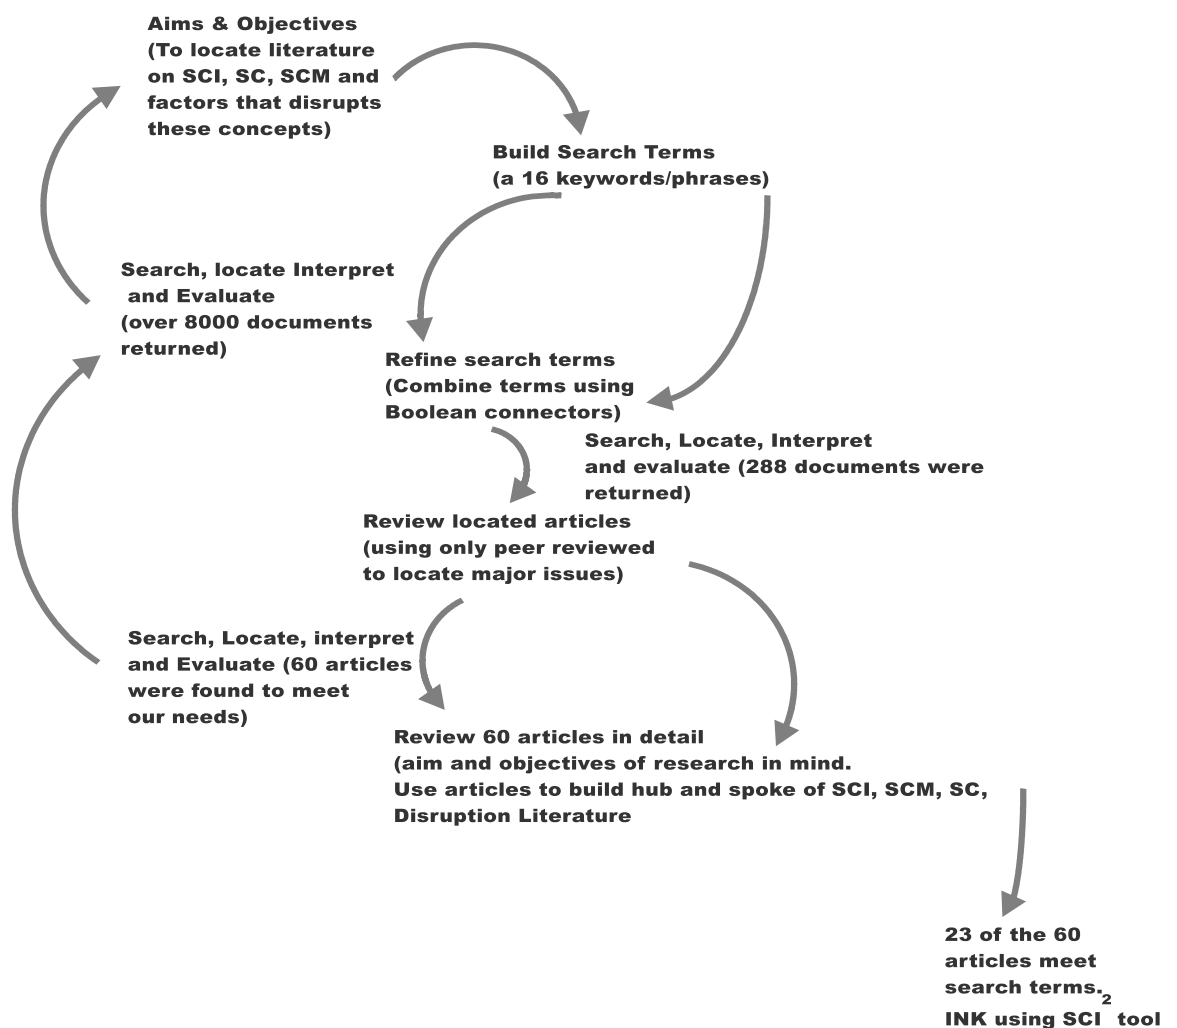 Aims & Objectives
(To locate literature
on SCI, SC, SCM and
factors that disrupts
these concepts)
Build Search Terms
(a 16 keywords/phrases)
Search, locate Interpret
and Evaluate
(over 8000 documents
returned)
Refine search terms
(Combine terms using
Boolean connectors)
Search, Locate, Interpret
and evaluate (288 documents were
returned)
Review located articles
(using only peer reviewed
to locate major issues)
Search, Locate, interpret
and Evaluate (60 articles
were found to meet
our needs)
Review 60 articles in detail
(aim and objectives of research in mind.
Use articles to build hub and spoke of SCI, SCM, SC,
Disruption Literature
23 of the 60
articles meet
search terms.
INK using SCI² tool